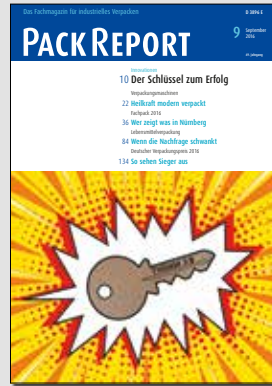 Das Fachmagazin für industrielles Verpacken
D 2096 E
PACKREPORT
9 September 2016
Innovationen
10 Der Schlüssel zum Erfolg
Verpackungsmaschinen
22 Heilkraft modern verpackt
Fachpack 2016
36 Wer zeigt was in Nürnberg
Lebensmittelverpackung
84 Wenn die Nachfrage schwankt
Deutscher Verpackungspreis 2016
134 So sehen Sieger aus